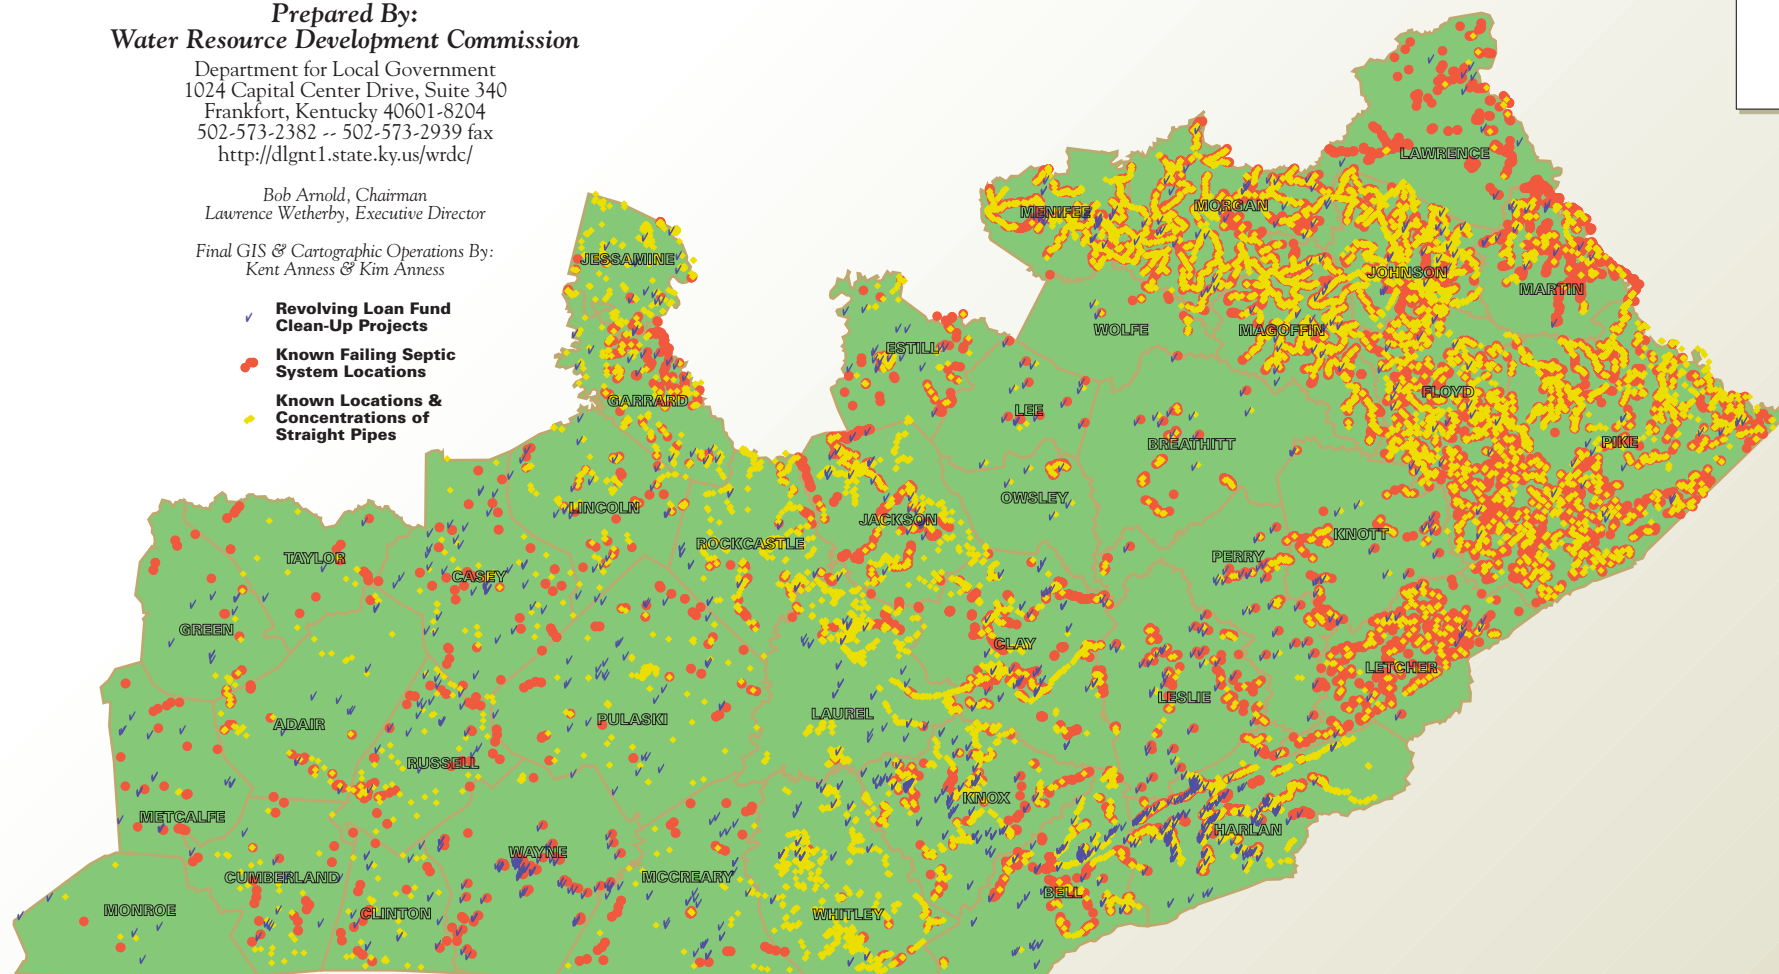 Prepared By:
Water Resource Development Commission
Department for Local Government
1024 Capital Center Drive, Suite 340
Frankfort, Kentucky 40601-8204
502-573-2382 -- 502-573-2939 fax
http://dlgnt1.state.ky.us/wrdc/
Bob Arnold, Chairman
Lawrence Wetherby, Executive Director
Final GIS & Cartographic Operations By:
Kent Anness & Kim Anness
Revolving Loan Fund
Clean-Up Projects
Known Failing Septic
System Locations
Known Locations &
Concentrations of
Straight Pipes
LAWRENCE
MENIFEE
MORGAN
JESSAMINE
JOHNSON
MARTIN
WOLFE
MAGOFFIN
ESTILL
FLOYD
GARRARD
LEE
BREATHITT
PIKE
OWSLEY
LINCOLN
JACKSON
ROCKCASTLE
KNOTT
TAYLOR
PERRY
CASEY
GREEN
CLAY
LETCHER
LESLIE
LAUREL
PULASKI
ADAIR
RUSSELL
KNOX
METCALFE
HARLAN
WAYNE
CUMBERLAND
MCCREARY
BELL
MONROE
CLINTON
WHITLEY